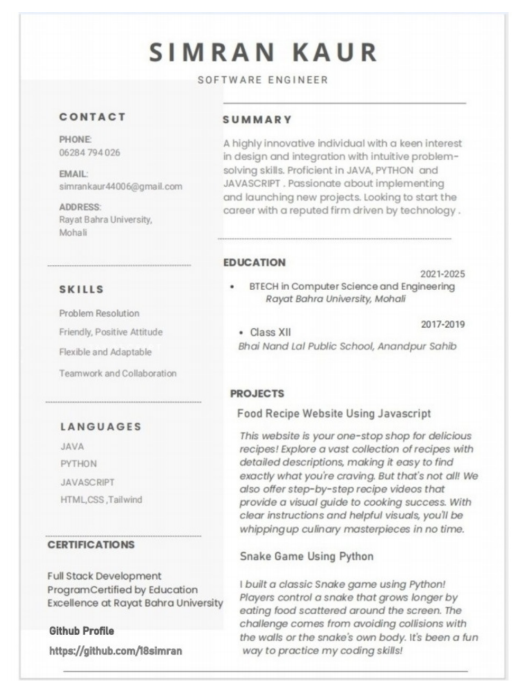 SIMRAN KAUR
SOFTWARE ENGINEER
CONTACT
PHONE:
06284 794 026
EMAIL:
simrankaur44006@gmail.com
ADDRESS:
Rayat Bahra University,
Mohali
SKILLS
Problem Resolution
Friendly, Positive Attitude
Flexible and Adaptable
Teamwork and Collaboration
LANGUAGES
JAVA
PYTHON
JAVASCRIPT
HTML,CSS ,Tailwind
CERTIFICATIONS
Full Stack Development
ProgramCertified by Education
Excellence at Rayat Bahra University
Github Profile
https://github.com/18simran
SUMMARY
A highly innovative individual with a keen interest
in design and integration with intuitive problem-
solving skills. Proficient in JAVA, PYTHON and
JAVASCRIPT . Passionate about implementing
and launching new projects. Looking to start the
career with a reputed firm driven by technology .
EDUCATION
2021-2025
• BTECH in Computer Science and Engineering
Rayat Bahra University, Mohali
2017-2019
• Class XII
Bhai Nand Lal Public School, Anandpur Sahib
PROJECTS
Food Recipe Website Using Javascript
This website is your one-stop shop for delicious
recipes! Explore a vast collection of recipes with
detailed descriptions, making it easy to find
exactly what you're craving. But that's not all! We
also offer step-by-step recipe videos that
provide a visual guide to cooking success. With
clear instructions and helpful visuals, you'll be
whipping up culinary masterpieces in no time.
Snake Game Using Python
I built a classic Snake game using Python!
Players control a snake that grows longer by
eating food scattered around the screen. The
challenge comes from avoiding collisions with
the walls or the snake's own body. It's been a fun
way to practice my coding skills!